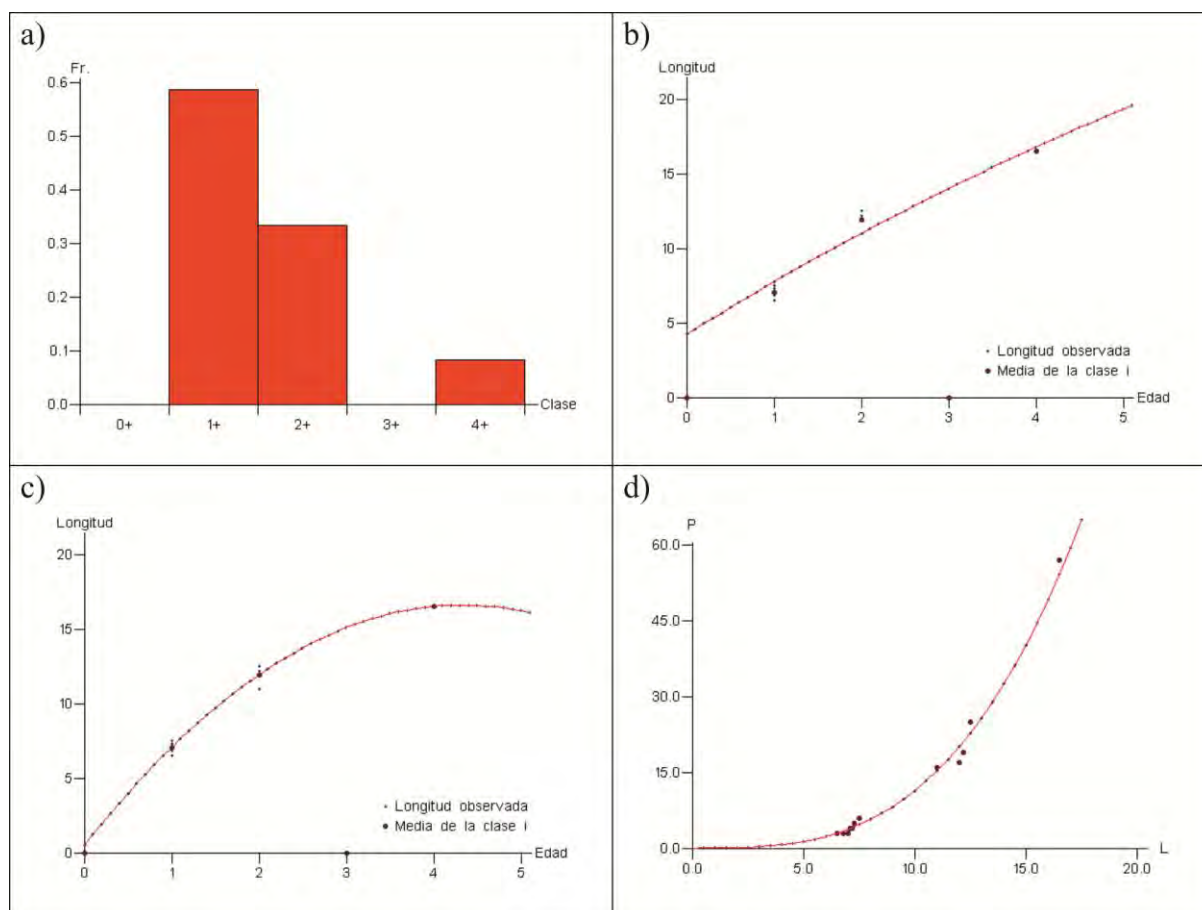 a)
Fr.
0.6
0.5
0.4
0.3
0.2
0.1
0.0
0+ 1+ 2+ 3+ 4+
Clase
b)
Longitud
20
15
10
5
0
Longitud observada
Media de la clase i
0 1 2 3 4 5
Edad
c)
Longitud
20
15
10
5
0
Longitud observada
Media de la clase i
0 1 2 3 4 5
Edad
d)
P
60.0
45.0
30.0
15.0
0.0
0.0 5.0 10.0 15.0 20.0
L